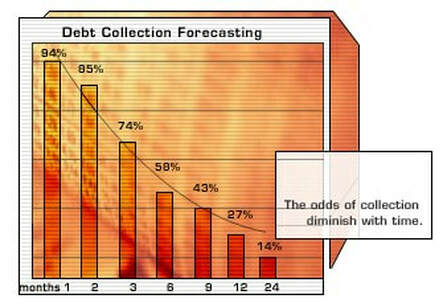 Debt Collection Forecasting
94%
85%
74%
58%
43%
27%
14%
The odds of collection
diminish with time.
months 1 2 3 6 9 12 24